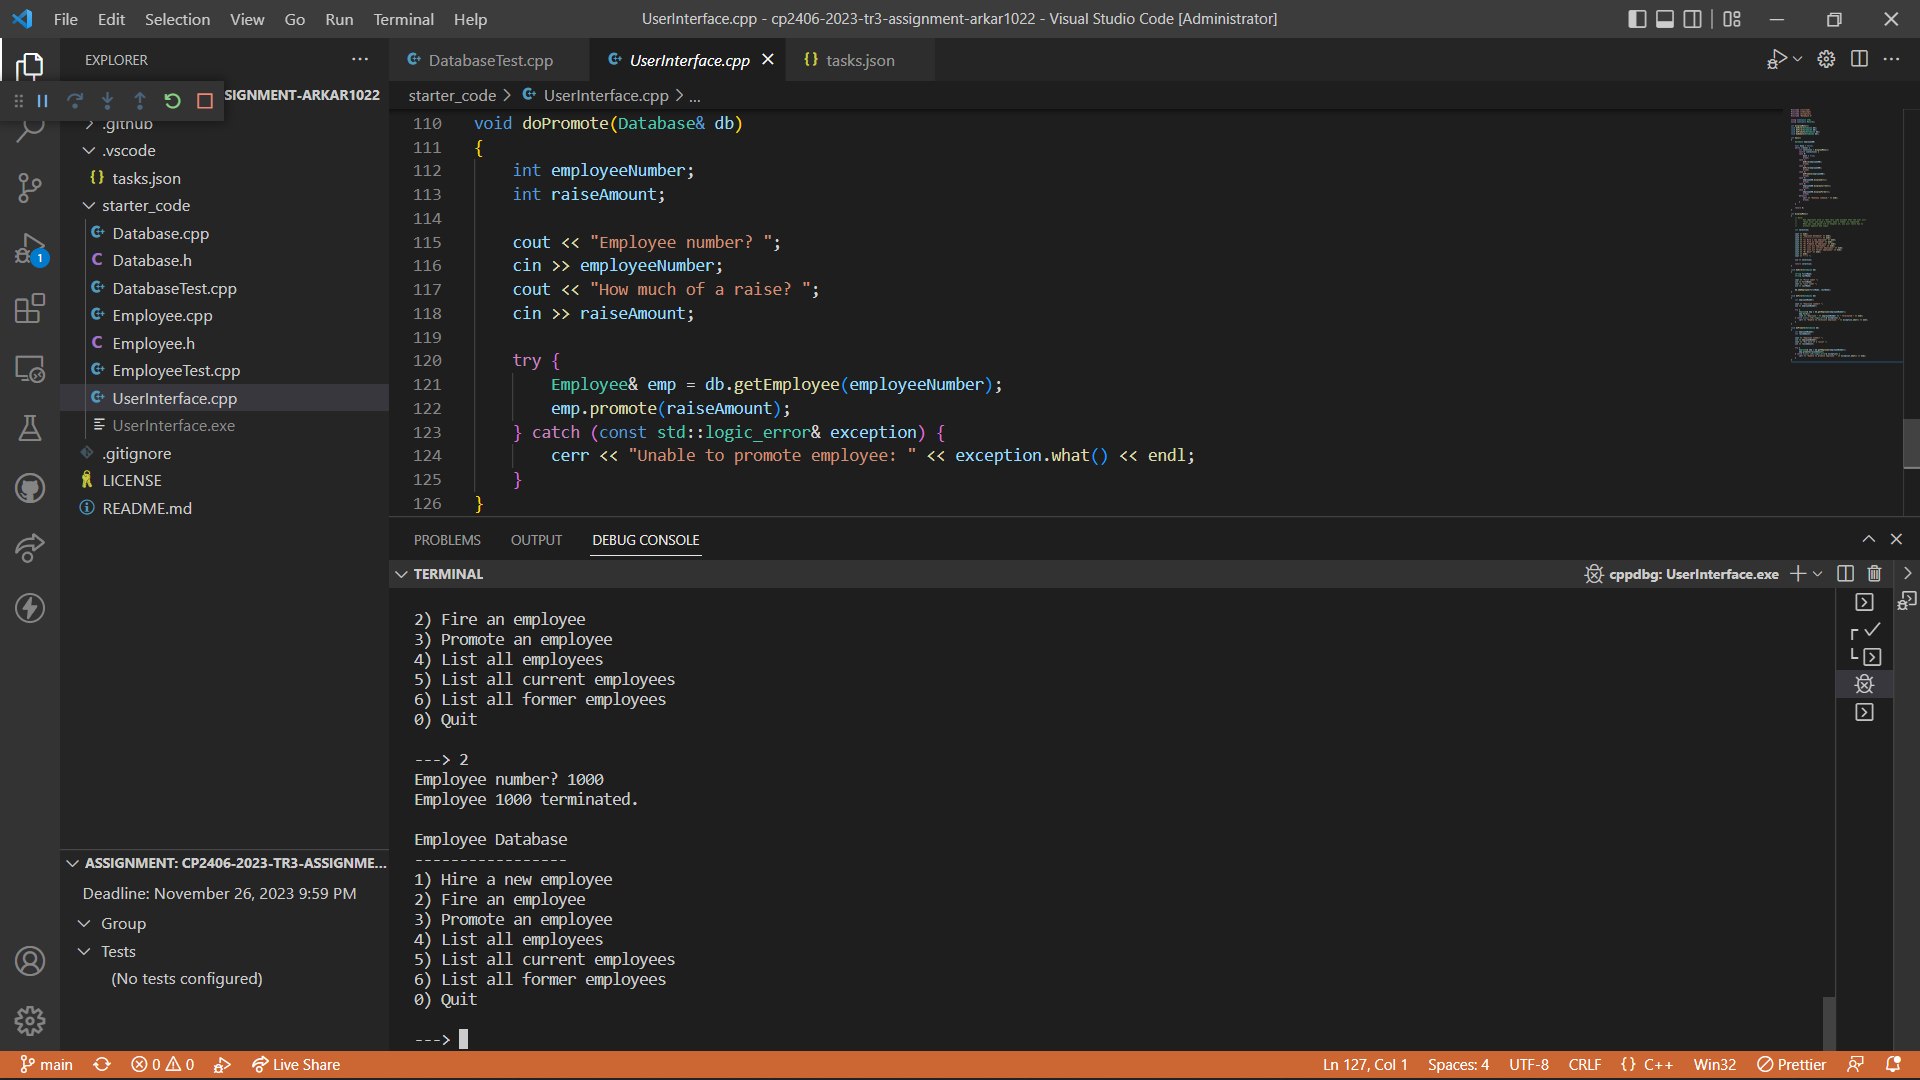 File Edit Selection View Go Run Terminal Help
UserInterface.cpp - cp2406-2023-tr3-assignment-arkar1022 - Visual Studio Code [Administrator]
EXPLORER
DatabaseTest.cpp
UserInterface.cpp
tasks.json
SIGNMENT-ARKAR1022
starter_code > UserInterface.cpp > ...
.github
.vscode
tasks.json
starter_code
Database.cpp
Database.h
DatabaseTest.cpp
Employee.cpp
Employee.h
EmployeeTest.cpp
UserInterface.cpp
UserInterface.exe
.gitignore
LICENSE
README.md
1
110 void doPromote(Database& db)
111 {
112 int employeeNumber;
113 int raiseAmount;
114
115 cout << "Employee number? ";
116 cin >> employeeNumber;
117 cout << "How much of a raise? ";
118 cin >> raiseAmount;
119
120 try {
121 Employee& emp = db.getEmployee(employeeNumber);
122 emp.promote(raiseAmount);
123 } catch (const std::logic_error& exception) {
124 cerr << "Unable to promote employee: " << exception.what() << endl;
125 }
126 }
PROBLEMS OUTPUT DEBUG CONSOLE
TERMINAL
cppdbg: UserInterface.exe
2) Fire an employee
3) Promote an employee
4) List all employees
5) List all current employees
6) List all former employees
0) Quit
---> 2
Employee number? 1000
Employee 1000 terminated.
Employee Database
-----------------
1) Hire a new employee
2) Fire an employee
3) Promote an employee
4) List all employees
5) List all current employees
6) List all former employees
0) Quit
--->
ASSIGNMENT: CP2406-2023-TR3-ASSIGNME...
Deadline: November 26, 2023 9:59 PM
Group
Tests
(No tests configured)
main
0 0
Live Share
Ln 127, Col 1
Spaces: 4
UTF-8
CRLF
{} C++
Win32
Prettier